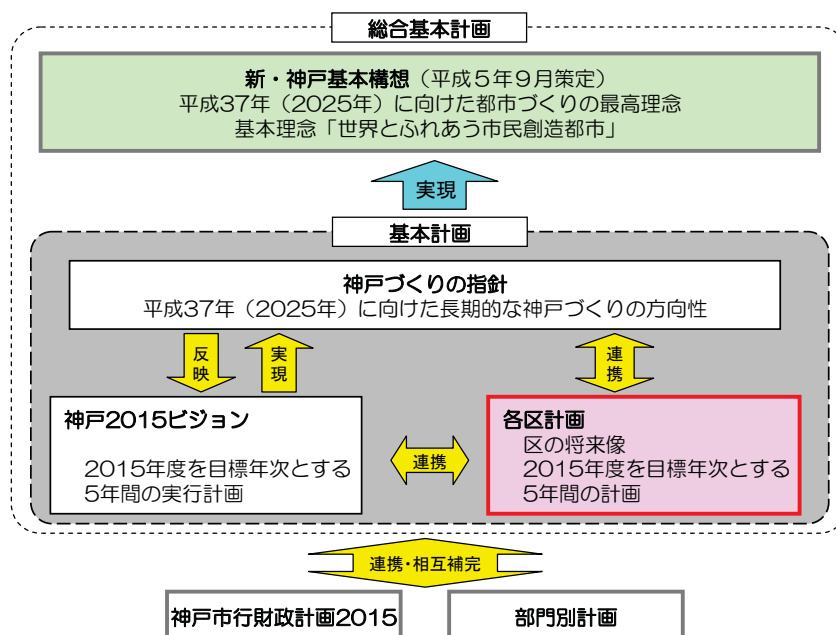 総合基本計画
新・神戸基本構想（平成５年９月策定）
平成37年（2025年）に向けた都市づくりの最高理念
基本理念「世界とふれあう市民創造都市」
実現
基本計画
神戸づくりの指針
平成37年（2025年）に向けた長期的な神戸づくりの方向性
反映
実現
連携
神戸2015ビジョン
2015年度を目標年次とする
5年間の実行計画
連携
各区計画
区の将来像
2015年度を目標年次とする
5年間の計画
連携・相互補完
神戸市行財政計画2015
部門別計画